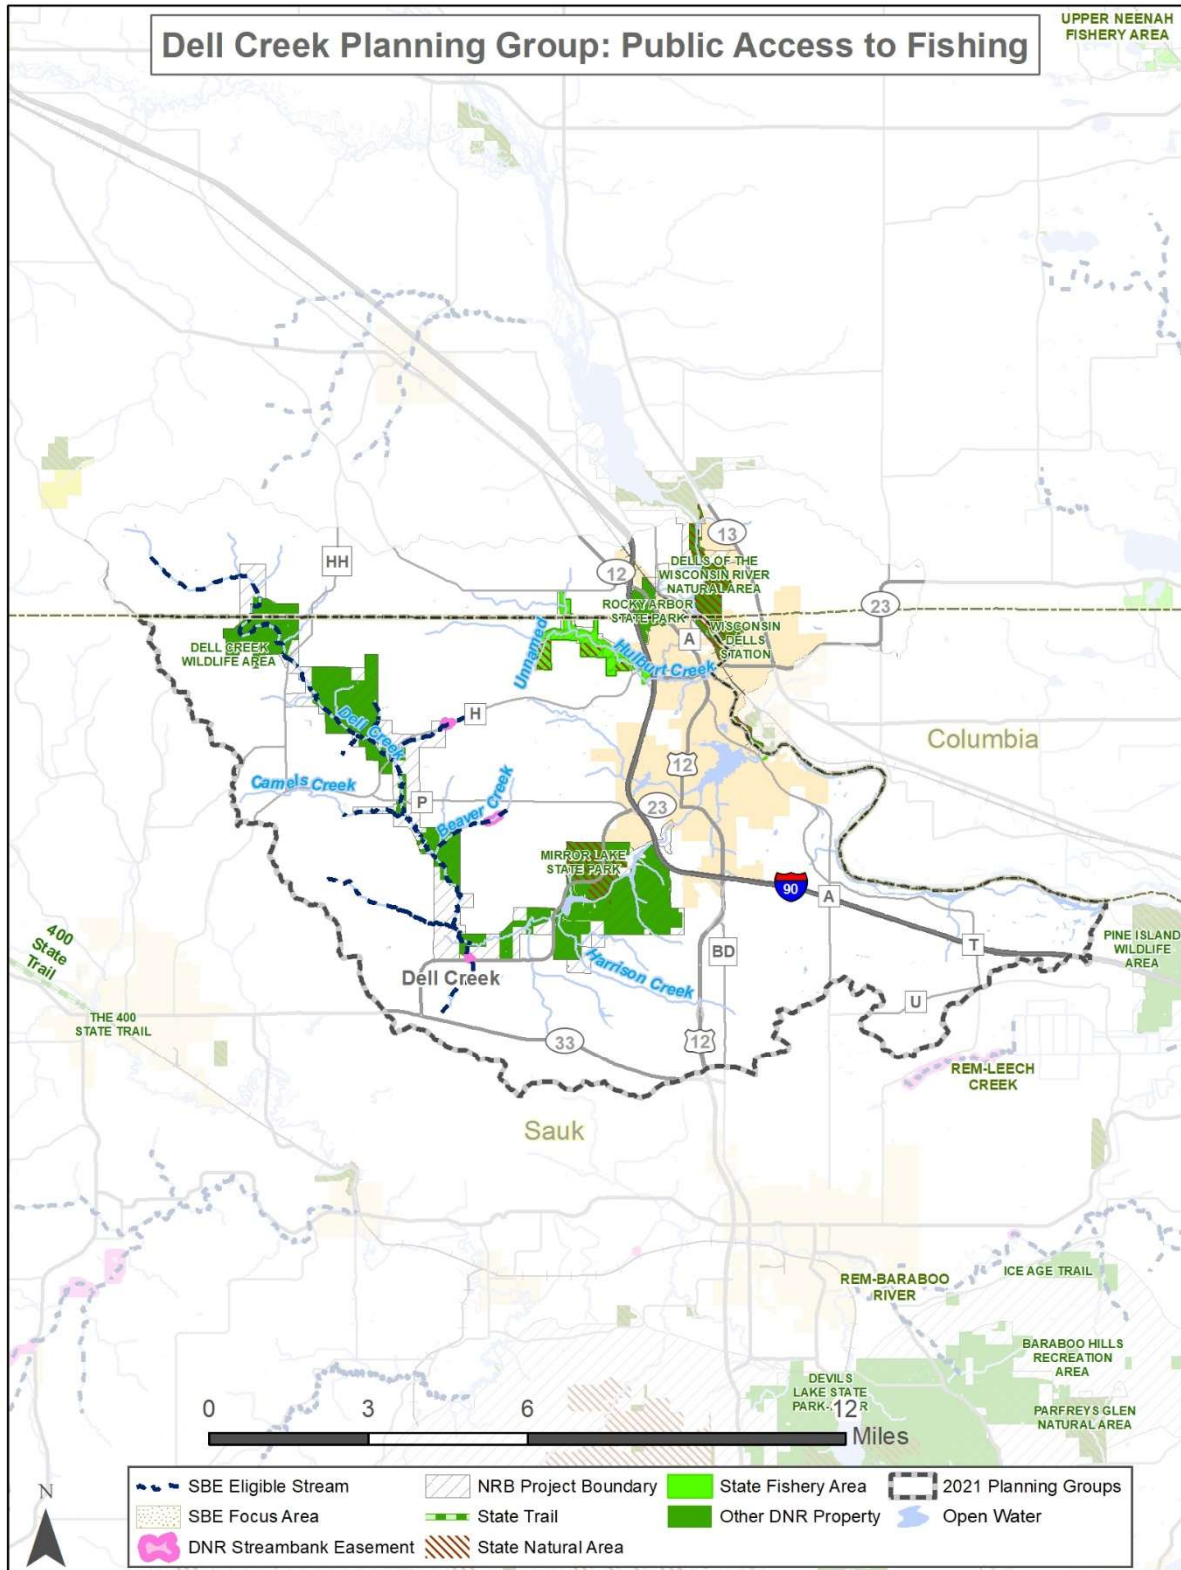 Dell Creek Planning Group: Public Access to Fishing
UPPER NEENAH
FISHERY AREA
HH
12
13
DELLS OF THE
WISCONSIN RIVER
NATURAL AREA
ROCKY ARBOR
STATE PARK
23
A
WISCONSIN
DELLS
STATION
DELL CREEK
WILDLIFE AREA
Unnamed
Hulburt Creek
H
Dell Creek
Columbia
12
Camels Creek
P
Beaver Creek
23
MIRROR LAKE
STATE PARK
90
A
400
State
Trail
Dell Creek
Harrison Creek
BD
T
PINE ISLAND
WILDLIFE
AREA
U
THE 400
STATE TRAIL
33
12
REM-LEECH
CREEK
Sauk
REM-BARABOO
RIVER
ICE AGE TRAIL
BARABOO HILLS
RECREATION
AREA
DEVILS
LAKE STATE
PARFREYS GLEN
NATURAL AREA
0 3 6 12
Miles
N
SBE Eligible Stream
SBE Focus Area
DNR Streambank Easement
NRB Project Boundary
State Trail
State Natural Area
State Fishery Area
Other DNR Property
2021 Planning Groups
Open Water